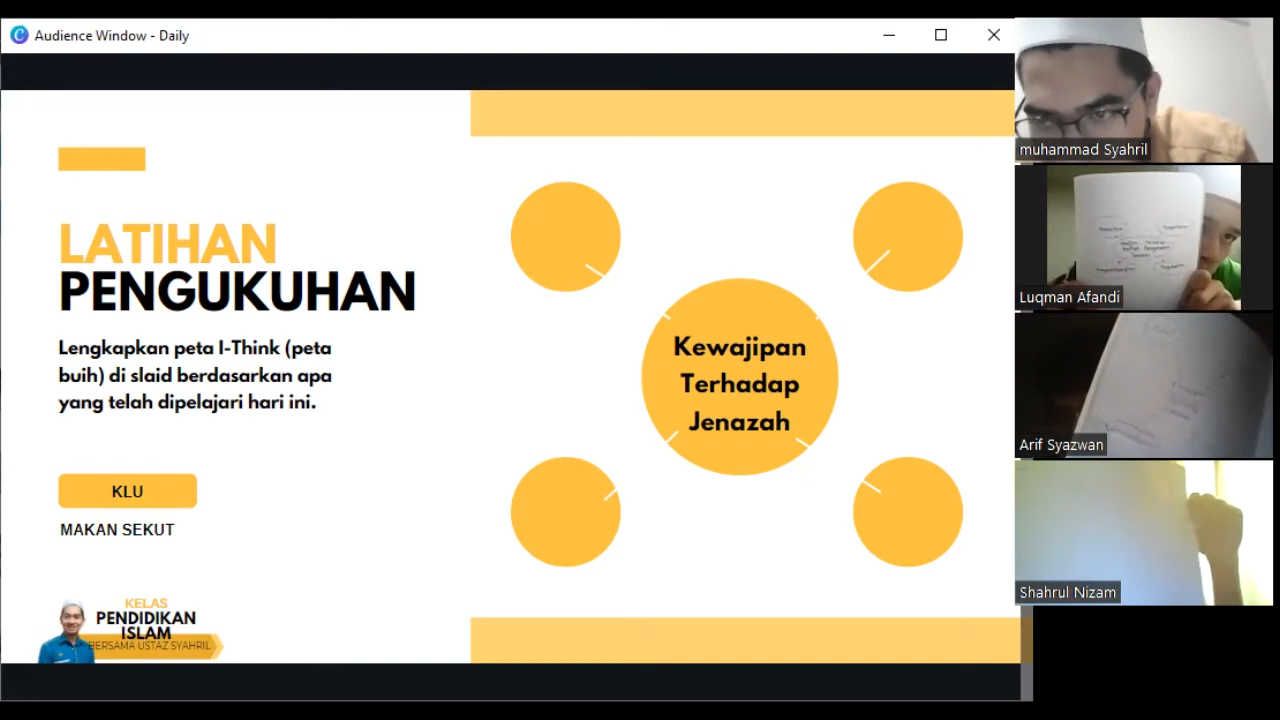 Audience Window - Daily
LATIHAN
PENGUKUHAN
Lengkapkan peta I-Think (peta
buih) di slaid berdasarkan apa
yang telah dipelajari hari ini.
KLU
MAKAN SEKUT
KELAS
PENDIDIKAN
ISLAM
BERSAMA USTAZ SYAHRIL
Kewajipan
Terhadap
Jenazah
muhammad Syahril
Luqman Afandi
Arif Syazwan
Shahrul Nizam